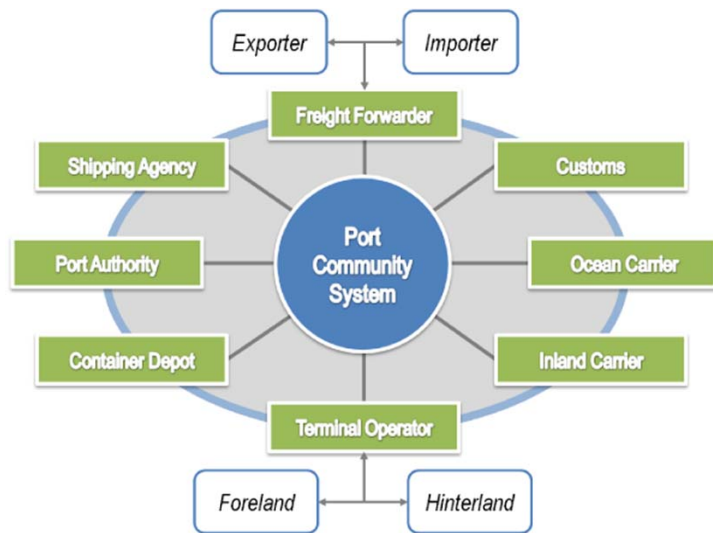 Exporter
Importer
Freight Forwarder
Shipping Agency
Customs
Port
Community
System
Port Authority
Ocean Carrier
Container Depot
Inland Carrier
Terminal Operator
Foreland
Hinterland